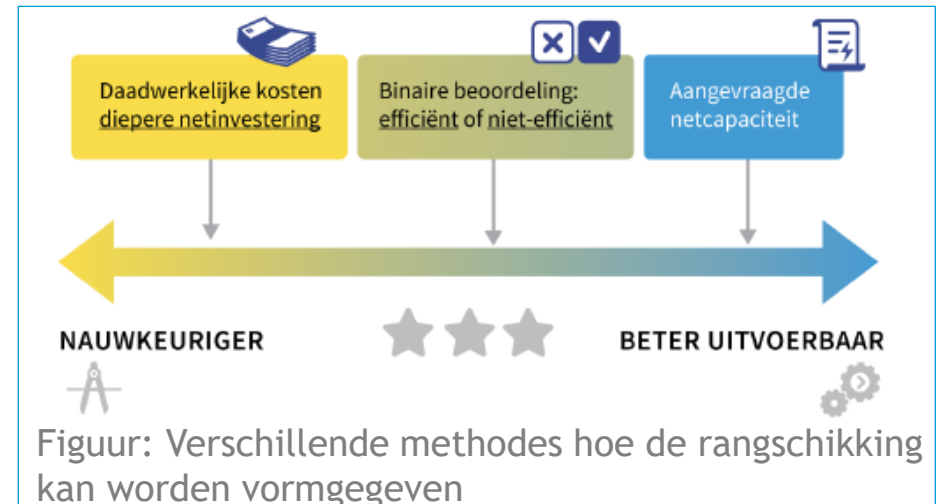 Daadwerkelijke kosten
diepere netinvestering
Binaire beoordeling:
efficiënt of niet-efficiënt
Aangevraagde
netcapaciteit
NAUWKEURIGER
BETER UITVOERBAAR
Figuur: Verschillende methodes hoe de rangschikking
kan worden vormgegeven